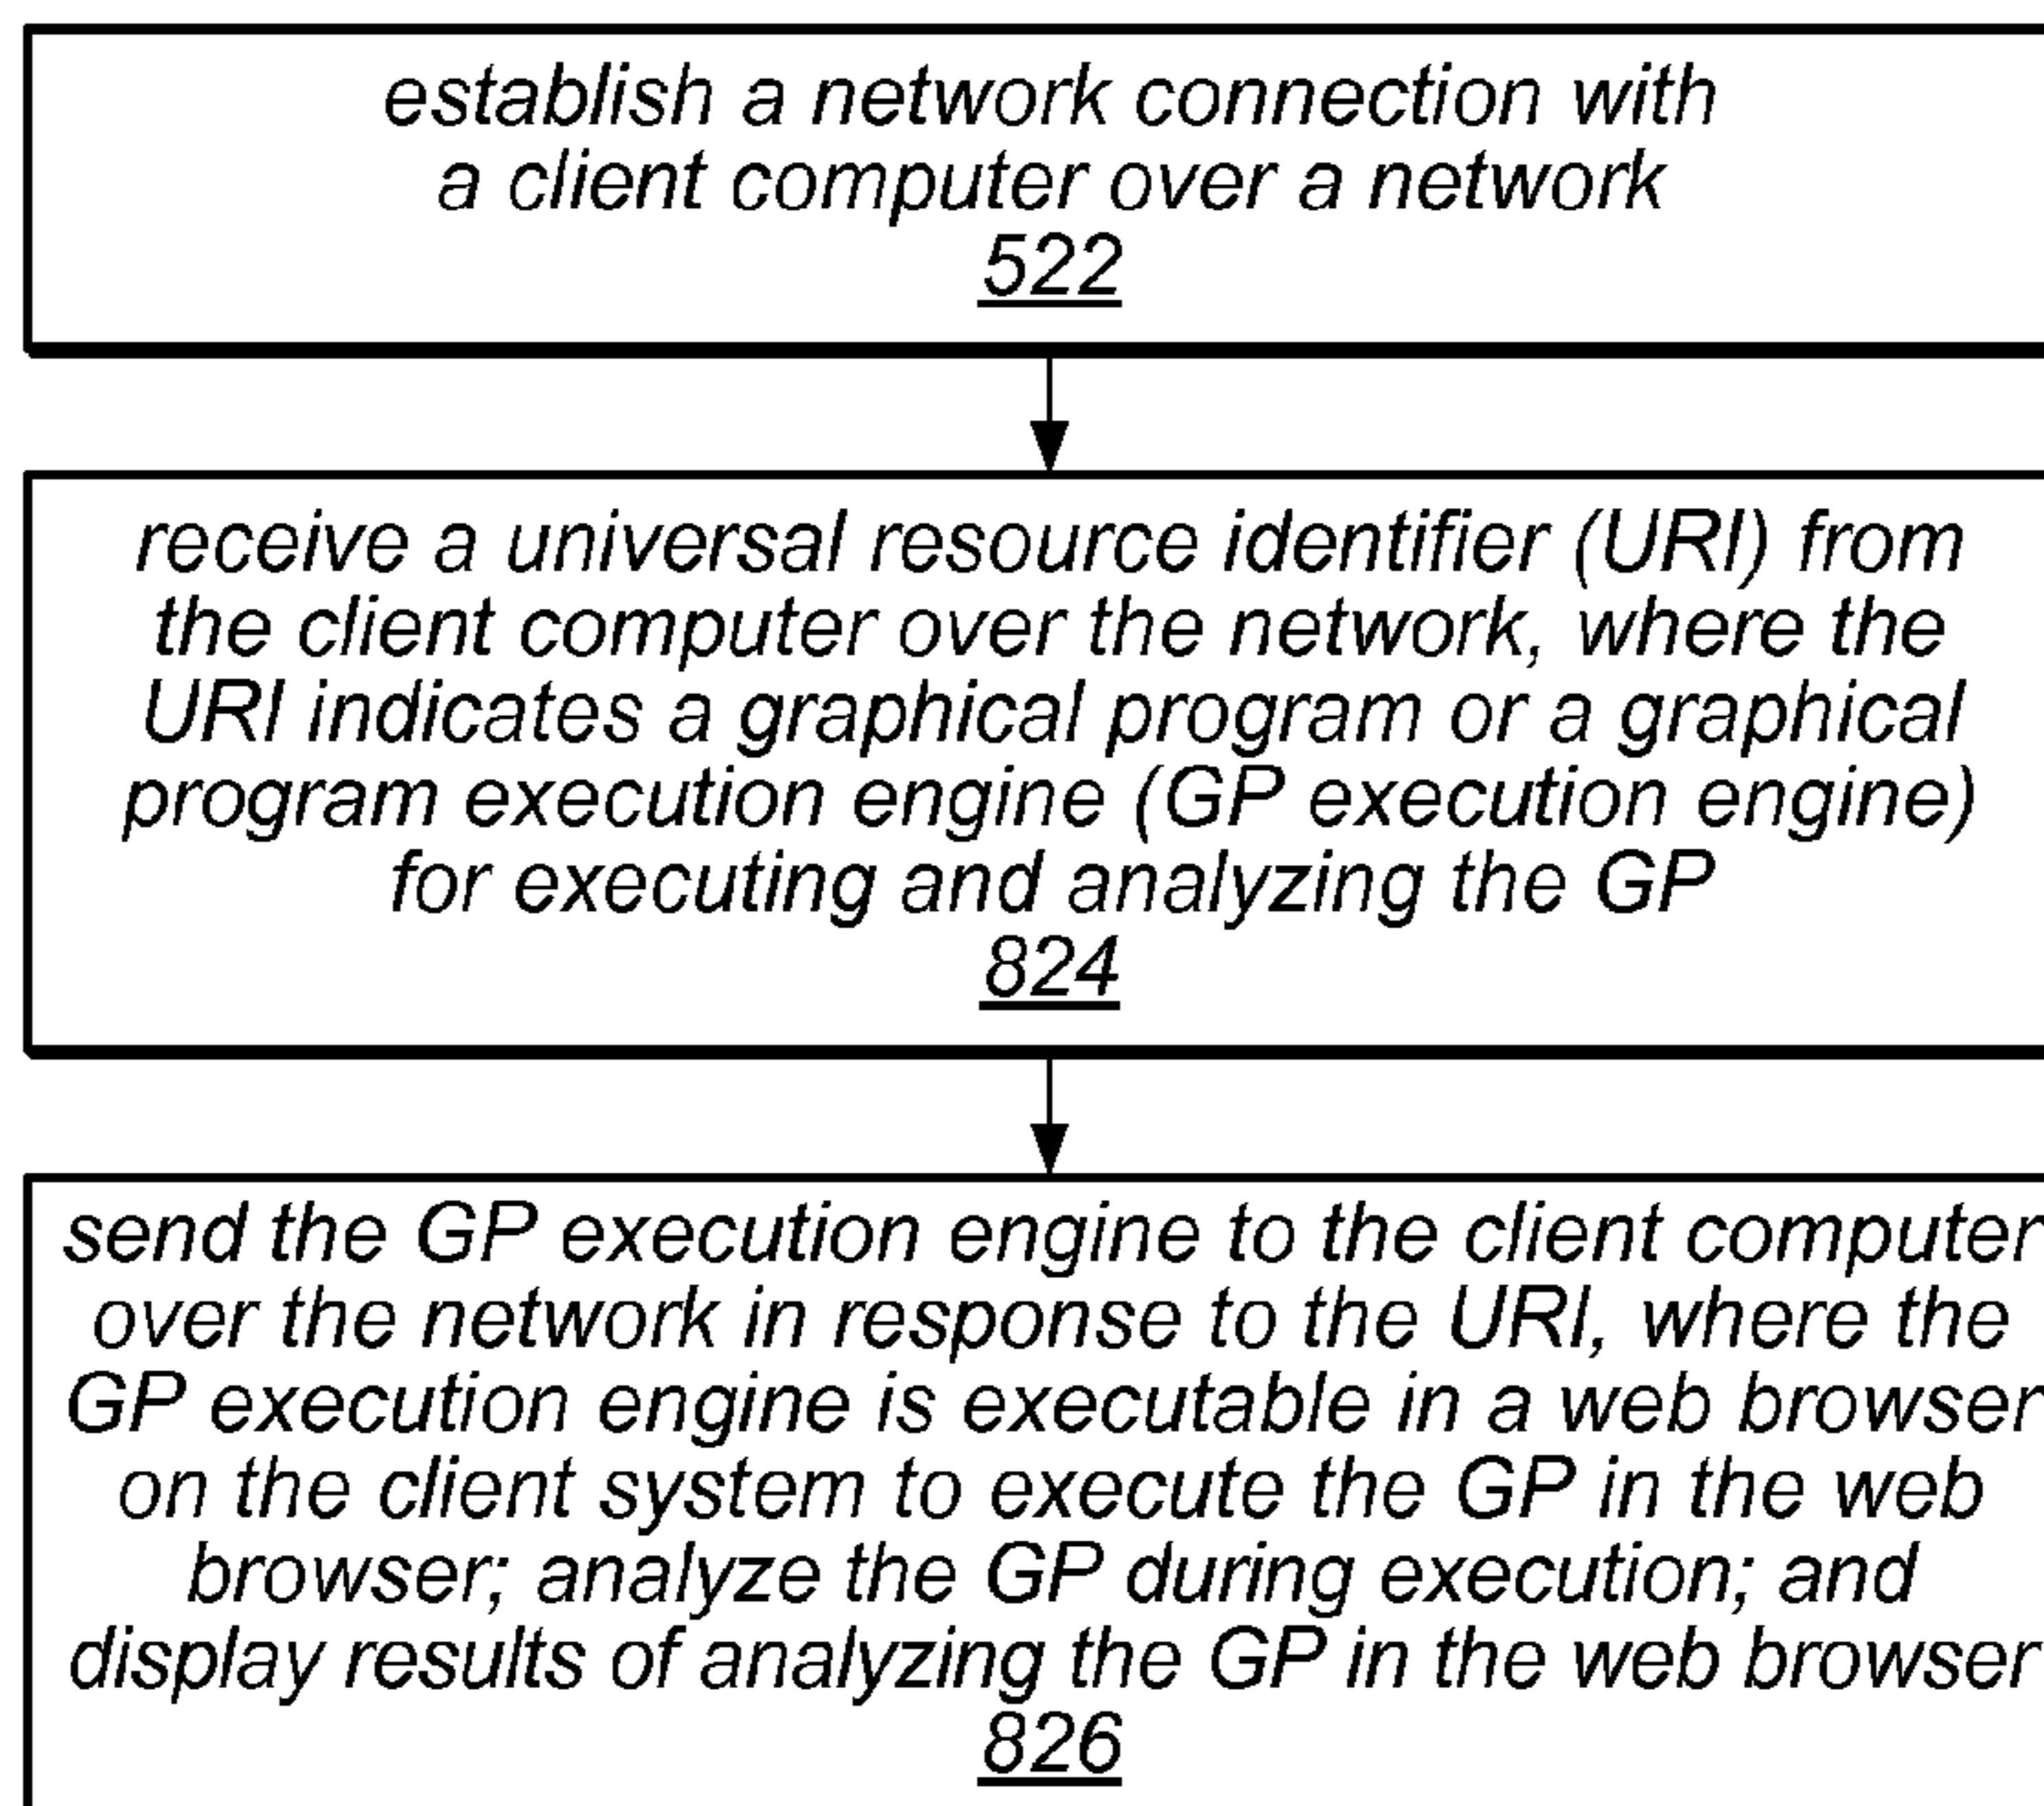 establish a network connection with
a client computer over a network
522
receive a universal resource identifier (URI) from
the client computer over the network, where the
URI indicates a graphical program or a graphical
program execution engine (GP execution engine)
for executing and analyzing the GP
824
send the GP execution engine to the client computer
over the network in response to the URI, where the
GP execution engine is executable in a web browser
on the client system to execute the GP in the web
browser; analyze the GP during execution; and
display results of analyzing the GP in the web browser
826